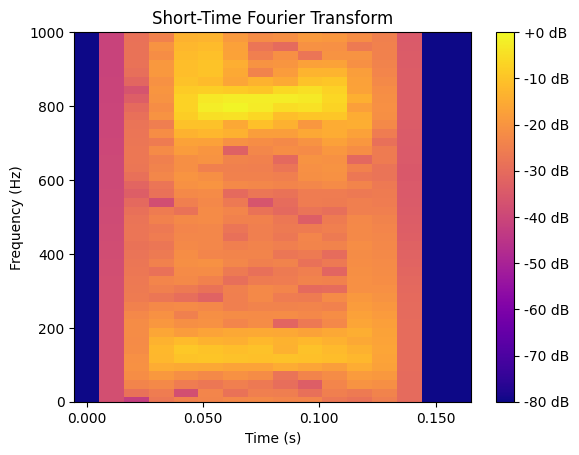 Short-Time Fourier Transform
1000
800
600
400
200
0
Frequency (Hz)
0.000
0.050
0.100
0.150
Time (s)
+0 dB
-10 dB
-20 dB
-30 dB
-40 dB
-50 dB
-60 dB
-70 dB
-80 dB